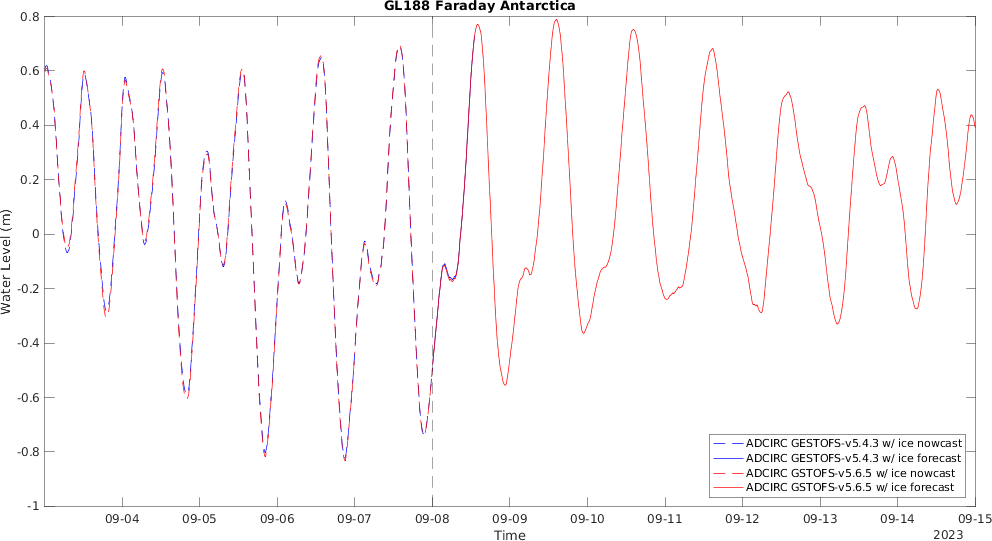 GL188 Faraday Antarctica
0.8
0.6
0.4
0.2
0
-0.2
-0.4
-0.6
-0.8
-1
Water Level (m)
ADCIRC GESTOFS-v5.4.3 w/ ice nowcast
ADCIRC GESTOFS-v5.4.3 w/ ice forecast
ADCIRC GSTOFS-v5.6.5 w/ ice nowcast
ADCIRC GSTOFS-v5.6.5 w/ ice forecast
09-04 09-05 09-06 09-07 09-08 09-09 09-10 09-11 09-12 09-13 09-14 09-15
Time
2023